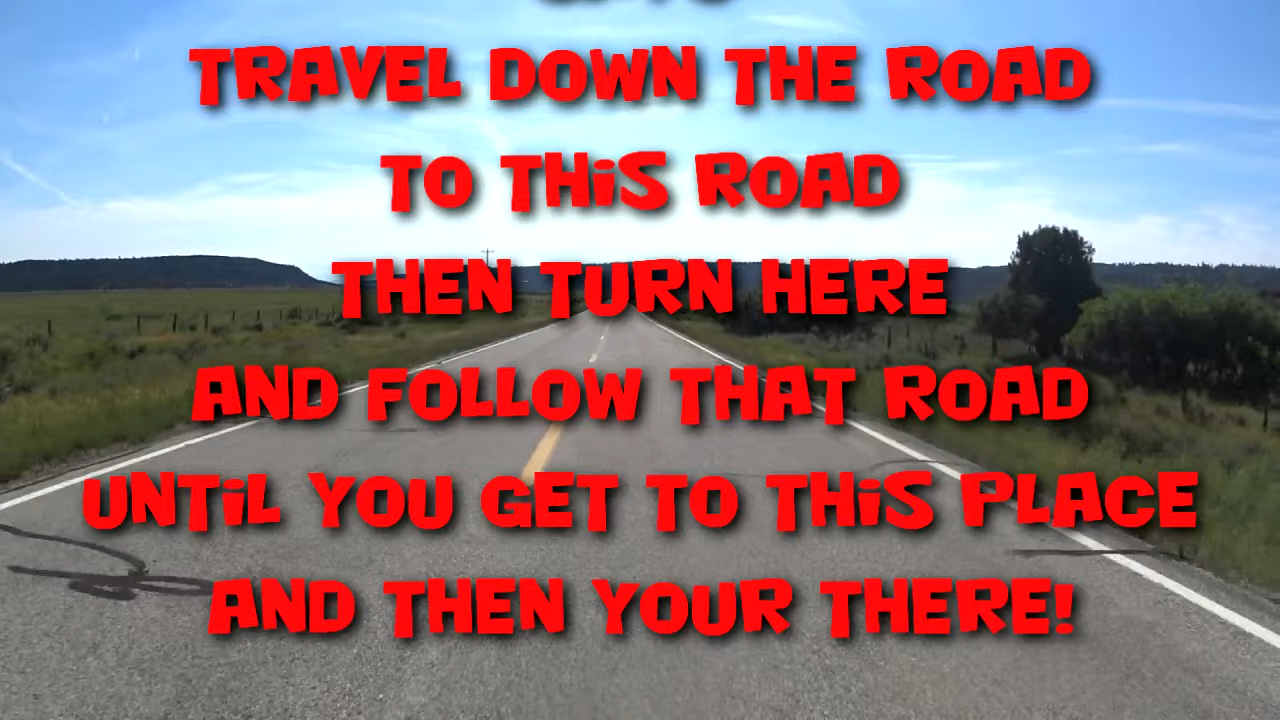 TRAVEL DOWN THE ROAD
TO THIS ROAD
THEN TURN HERE
AND FOLLOW THAT ROAD
UNTIL YOU GET TO THIS PLACE
AND THEN YOUR THERE!